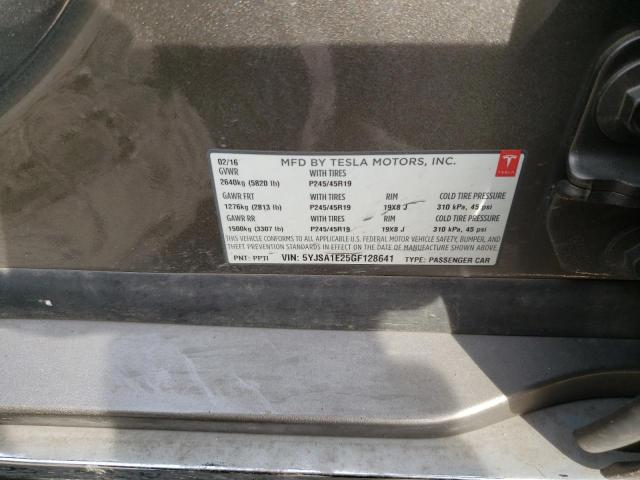 02/16 MFD BY TESLA MOTORS, INC.
GVWR WITH TIRES
2640kg (5820 lb) P245/45R19
GAWR FRT WITH TIRES RIM COLD TIRE PRESSURE
1276kg (2813 lb) P245/45R19 19X8 J 310 kPa, 45 psi
GAWR RR WITH TIRES RIM COLD TIRE PRESSURE
1500kg (3307 lb) P245/45R19 19X8 J 310 kPa, 45 psi
THIS VEHICLE CONFORMS TO ALL APPLICABLE U.S. FEDERAL MOTOR VEHICLE SAFETY, BUMPER, AND
THEFT PREVENTION STANDARDS IN EFFECT ON THE DATE OF MANUFACTURE SHOWN ABOVE.
PNT: PPTI VIN: 5YJSA1E25GF128641 TYPE: PASSENGER CAR
TESLA